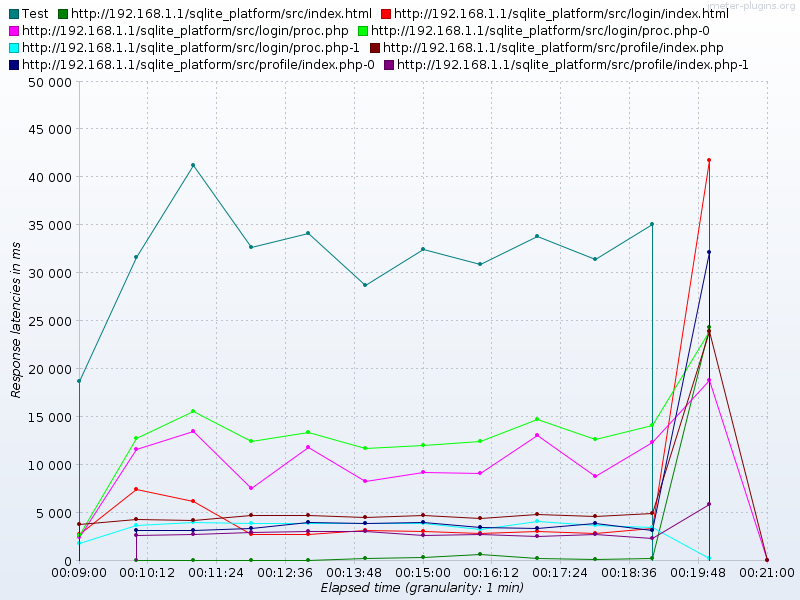 jmeter-plugins.org
Test http://192.168.1.1/sqlite_platform/src/index.html http://192.168.1.1/sqlite_platform/src/login/index.html
http://192.168.1.1/sqlite_platform/src/login/proc.php http://192.168.1.1/sqlite_platform/src/login/proc.php-0
http://192.168.1.1/sqlite_platform/src/login/proc.php-1 http://192.168.1.1/sqlite_platform/src/profile/index.php
http://192.168.1.1/sqlite_platform/src/profile/index.php-0 http://192.168.1.1/sqlite_platform/src/profile/index.php-1
50 000
45 000
40 000
35 000
30 000
25 000
20 000
15 000
10 000
5 000
0
Response latencies in ms
00:09:00 00:10:12 00:11:24 00:12:36 00:13:48 00:15:00 00:16:12 00:17:24 00:18:36 00:19:48 00:21:00
Elapsed time (granularity: 1 min)